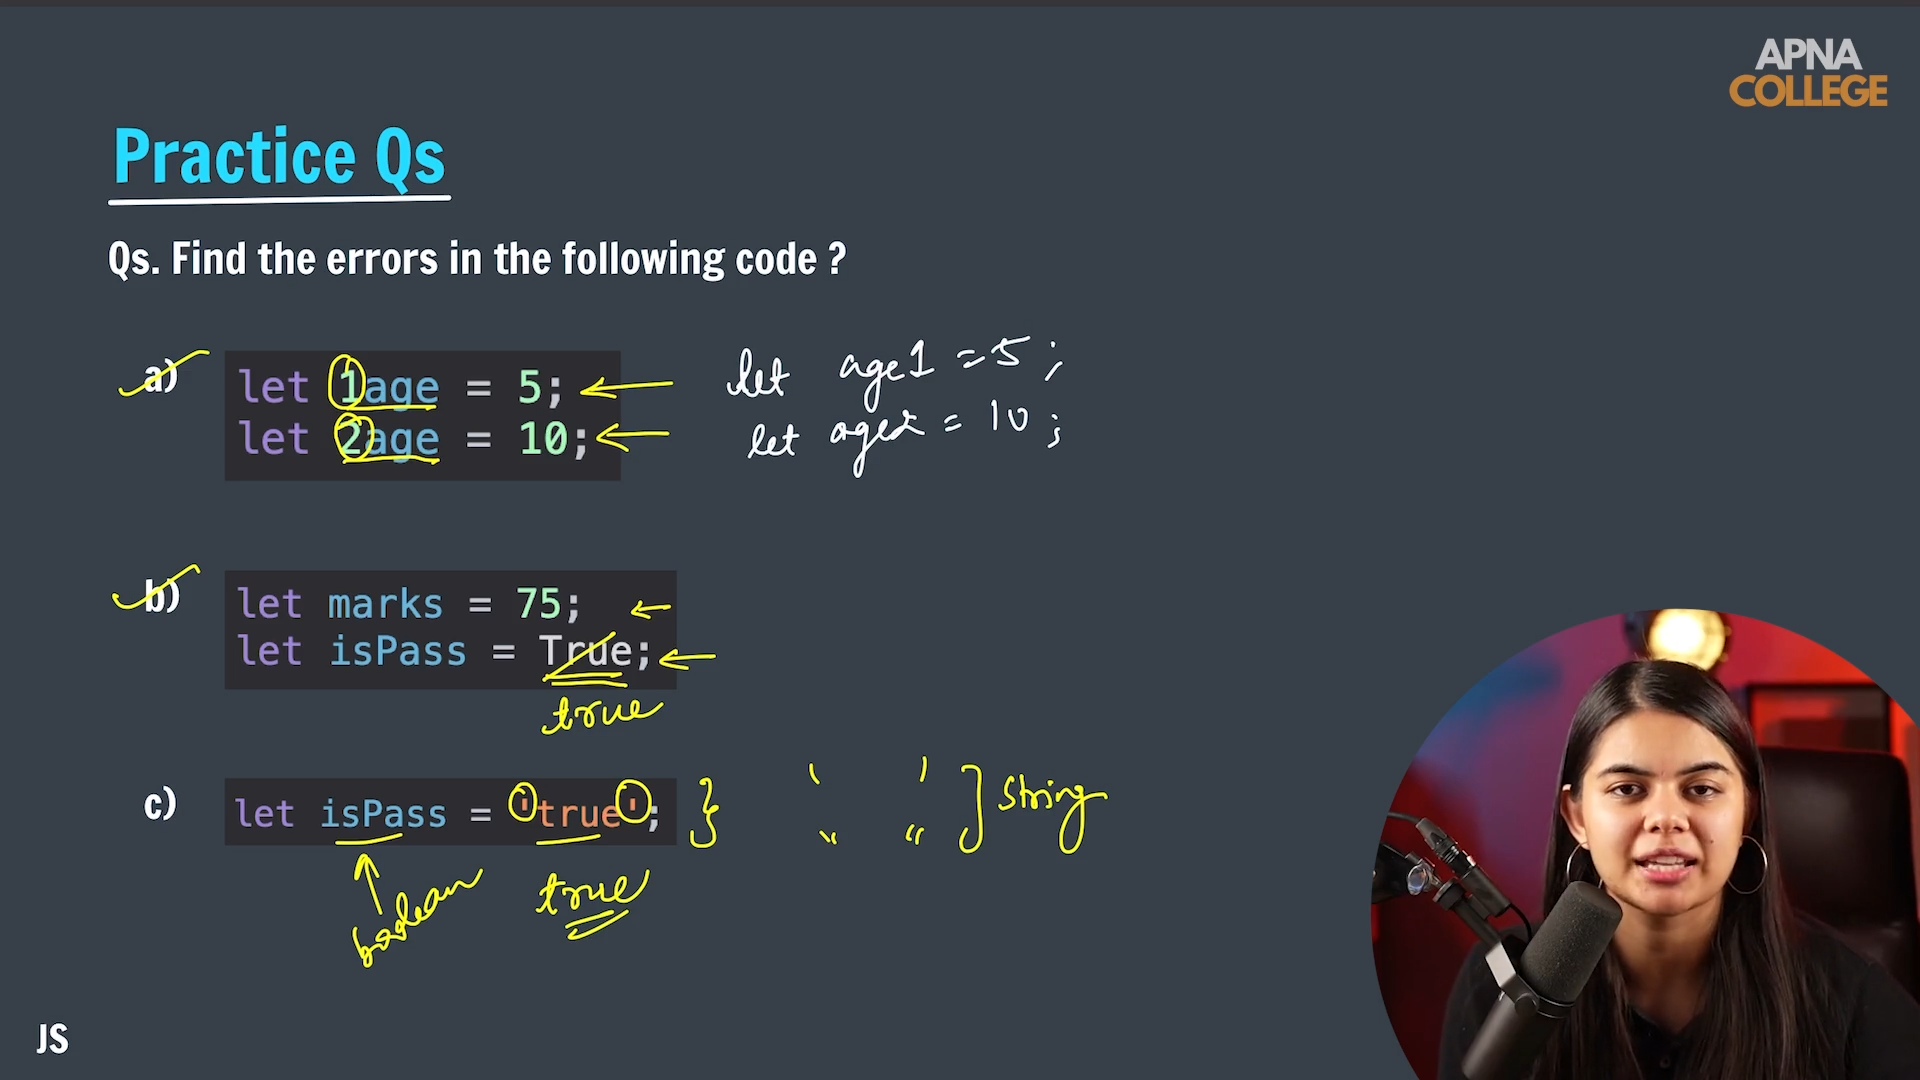 APNA
COLLEGE
Practice Qs
Qs. Find the errors in the following code ?
a)
let 1age = 5;
let 2age = 10;
let age1 = 5;
let age2 = 10;
b)
let marks = 75;
let isPass = True;
true
c)
let isPass = 'true'; } ' ' ] String
" "
boolean
true
JS